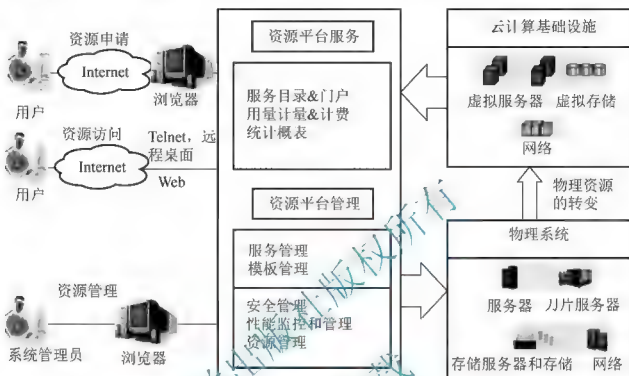 资源申请
Internet
用户
浏览器
资源访问
Internet
Telnet，远
程桌面
Web
用户
资源管理
系统管理员
浏览器
资源平台服务
服务目录&门户
用量计量&计费
统计概表
资源平台管理
服务管理
模板管理
安全管理
性能监控和管理
资源管理
云计算基础设施
虚拟服务器
虚拟存储
网络
物理资源
的转变
物理系统
服务器
刀片服务器
存储服务器和存储
网络
出版社版权所有